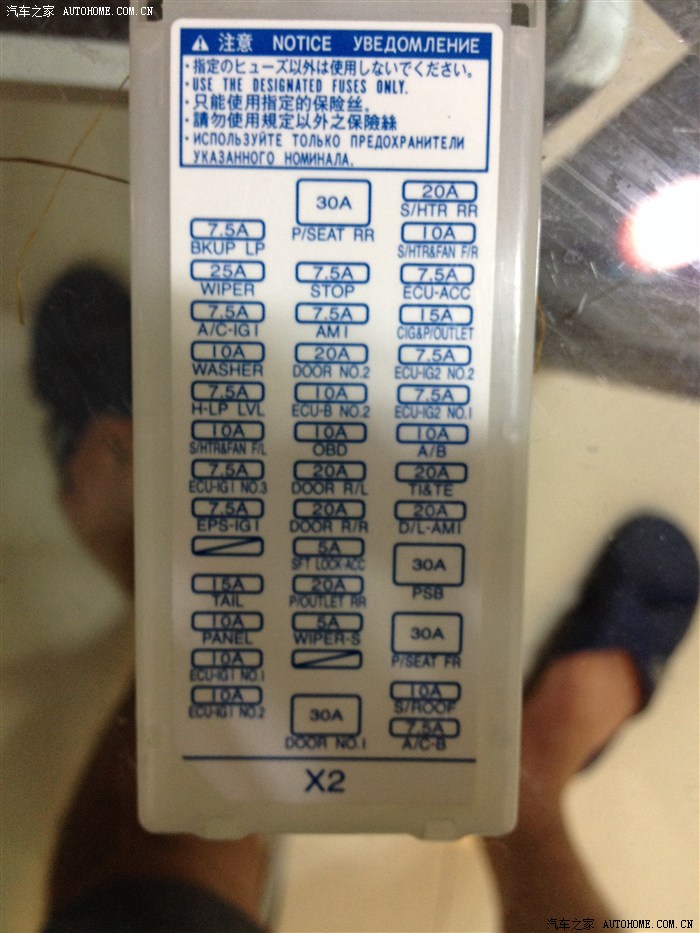 汽车之家 AUTOHOME.COM.CN
注意 NOTICE УВЕДОМЛЕНИЕ
・指定のヒューズ以外は使用しないでください。
・USE THE DESIGNATED FUSES ONLY.
・只能使用指定的保险丝。
・請勿使用規定以外之保險絲
・ИСПОЛЬЗУЙТЕ ТОЛЬКО ПРЕДОХРАНИТЕЛИ
УКАЗАННОГО НОМИНАЛА.
30A 20A
P/SEAT RR S/HTR RR
7.5A 10A
BKUP LP S/HTR&FAN F/R
25A 7.5A 7.5A
WIPER STOP ECU-ACC
7.5A 7.5A 15A
A/C-IG1 AM1 CIG&P/OUTLET
10A 20A 7.5A
WASHER DOOR NO.2 ECU-IG2 NO.2
7.5A 10A 7.5A
H-LP LVL ECU-B NO.2 ECU-IG2 NO.1
10A 10A 10A
S/HTR&FAN F/L OBD A/B
7.5A 20A 20A
ECU-IG1 NO.3 DOOR R/L TI&TE
7.5A 20A 20A
EPS-IG1 DOOR R/R D/L-AM1
5A 30A
SFT LOCK-ACC PSB
15A 20A
TAIL P/OUTLET RR
10A 5A 30A
PANEL WIPER-S P/SEAT FR
10A
ECU-IG1 NO.1
10A 30A 10A
ECU-IG1 NO.2 DOOR NO.1 S/ROOF
7.5A
A/C-B
X2
汽车之家 AUTOHOME.COM.CN